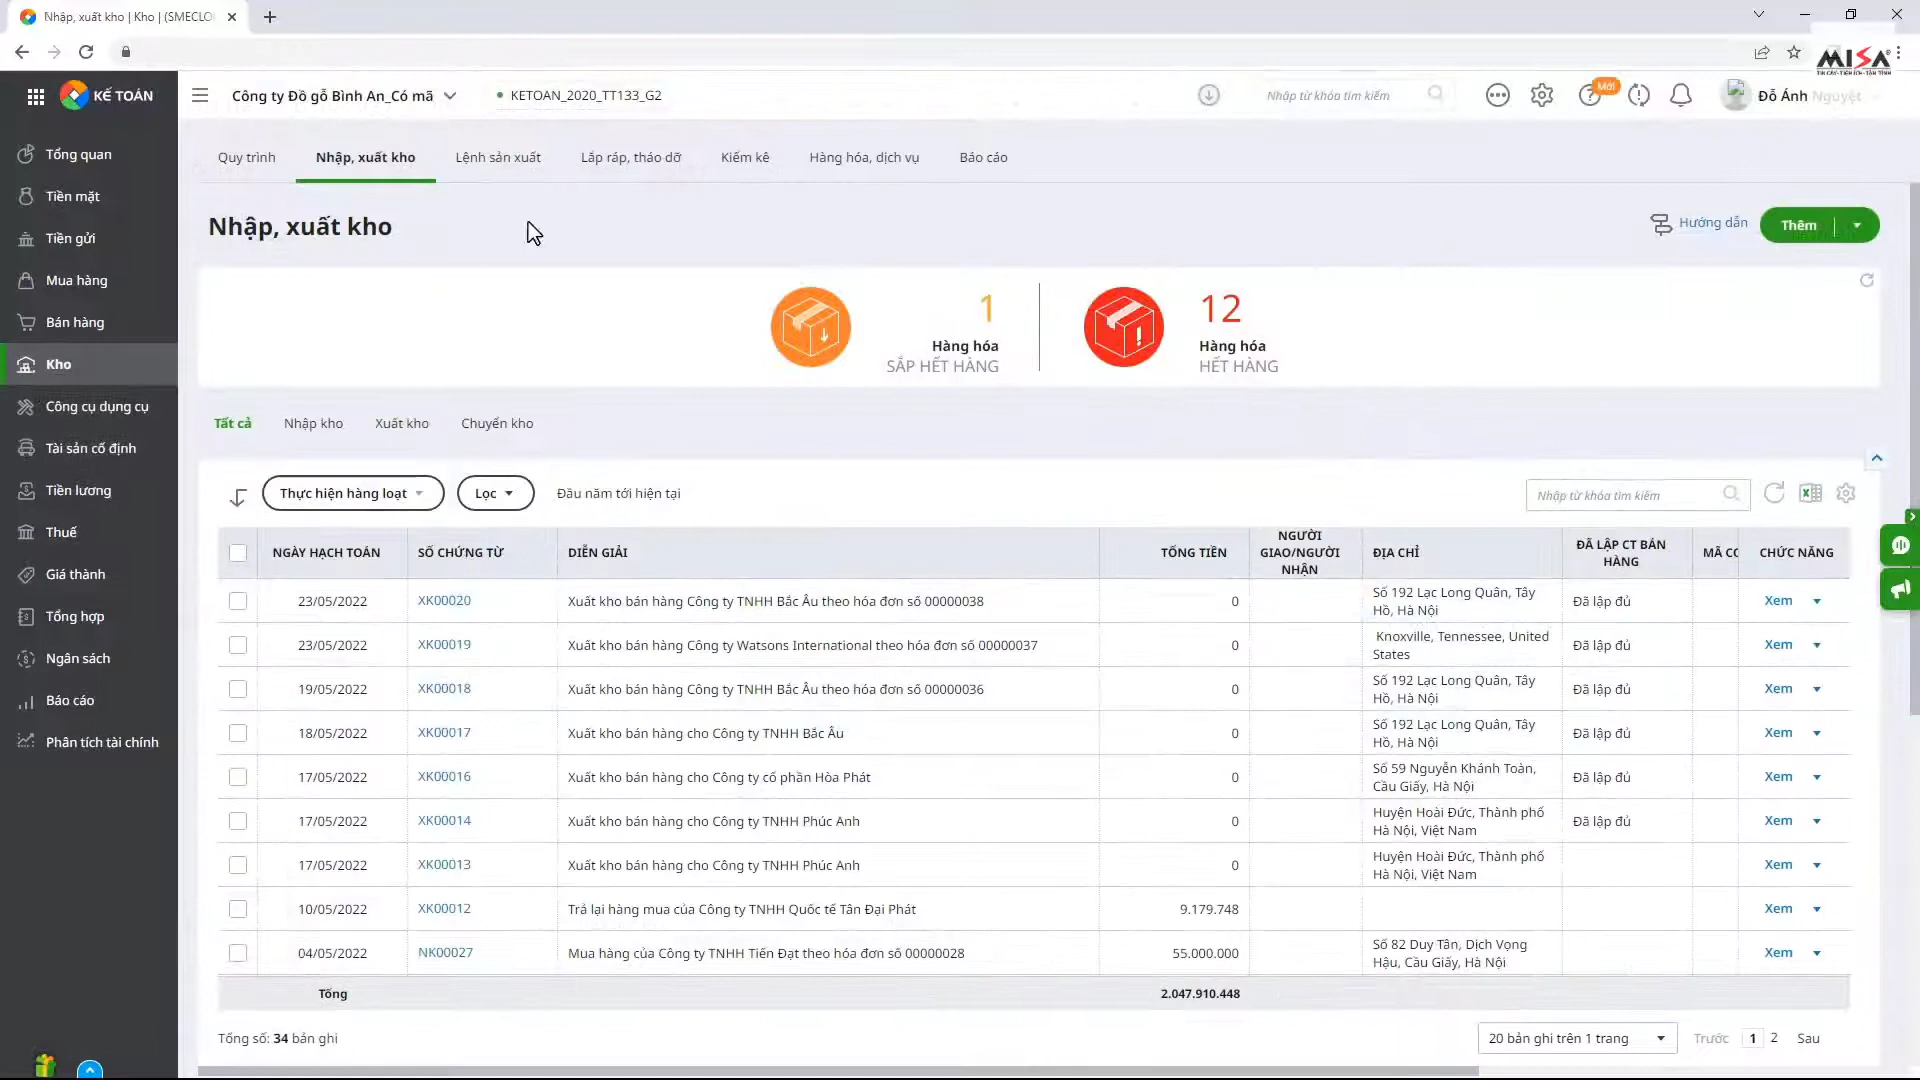 Nhập, xuất kho | Kho | (SMECLO
MISA
TIN CẬY-TIỆN ÍCH-TẬN TÌNH
KẾ TOÁN
Công ty Đồ gỗ Bình An_Có mã
KETOAN_2020_TT133_G2
Nhập từ khóa tìm kiếm
Mới
Đỗ Ánh Nguyệt
Tổng quan
Tiền mặt
Tiền gửi
Mua hàng
Bán hàng
Kho
Công cụ dụng cụ
Tài sản cố định
Tiền lương
Thuế
Giá thành
Tổng hợp
Ngân sách
Báo cáo
Phân tích tài chính
Quy trình
Nhập, xuất kho
Lệnh sản xuất
Lắp ráp, tháo dỡ
Kiểm kê
Hàng hóa, dịch vụ
Báo cáo
Nhập, xuất kho
Hướng dẫn
Thêm
1
Hàng hóa
SẮP HẾT HÀNG
12
Hàng hóa
HẾT HÀNG
Tất cả
Nhập kho
Xuất kho
Chuyển kho
Thực hiện hàng loạt
Lọc
Đầu năm tới hiện tại
Nhập từ khóa tìm kiếm
NGÀY HẠCH TOÁN SỐ CHỨNG TỪ DIỄN GIẢI TỔNG TIỀN NGƯỜI GIAO/NGƯỜI NHẬN ĐỊA CHỈ ĐÃ LẬP CT BÁN HÀNG MÃ CC CHỨC NĂNG
23/05/2022 XK00020 Xuất kho bán hàng Công ty TNHH Bắc Âu theo hóa đơn số 00000038 0 Số 192 Lạc Long Quân, Tây Hồ, Hà Nội Đã lập đủ Xem
23/05/2022 XK00019 Xuất kho bán hàng Công ty Watsons International theo hóa đơn số 00000037 0 Knoxville, Tennessee, United States Đã lập đủ Xem
19/05/2022 XK00018 Xuất kho bán hàng Công ty TNHH Bắc Âu theo hóa đơn số 00000036 0 Số 192 Lạc Long Quân, Tây Hồ, Hà Nội Đã lập đủ Xem
18/05/2022 XK00017 Xuất kho bán hàng cho Công ty TNHH Bắc Âu 0 Số 192 Lạc Long Quân, Tây Hồ, Hà Nội Đã lập đủ Xem
17/05/2022 XK00016 Xuất kho bán hàng cho Công ty cổ phần Hòa Phát 0 Số 59 Nguyễn Khánh Toàn, Cầu Giấy, Hà Nội Đã lập đủ Xem
17/05/2022 XK00014 Xuất kho bán hàng cho Công ty TNHH Phúc Anh 0 Huyện Hoài Đức, Thành phố Hà Nội, Việt Nam Đã lập đủ Xem
17/05/2022 XK00013 Xuất kho bán hàng cho Công ty TNHH Phúc Anh 0 Huyện Hoài Đức, Thành phố Hà Nội, Việt Nam Xem
10/05/2022 XK00012 Trả lại hàng mua của Công ty TNHH Quốc tế Tân Đại Phát 9.179.748 Xem
04/05/2022 NK00027 Mua hàng của Công ty TNHH Tiến Đạt theo hóa đơn số 00000028 55.000.000 Số 82 Duy Tân, Dịch Vọng Hậu, Cầu Giấy, Hà Nội Xem
Tổng 2.047.910.448
Tổng số: 34 bản ghi
20 bản ghi trên 1 trang
Trước 1 2 Sau